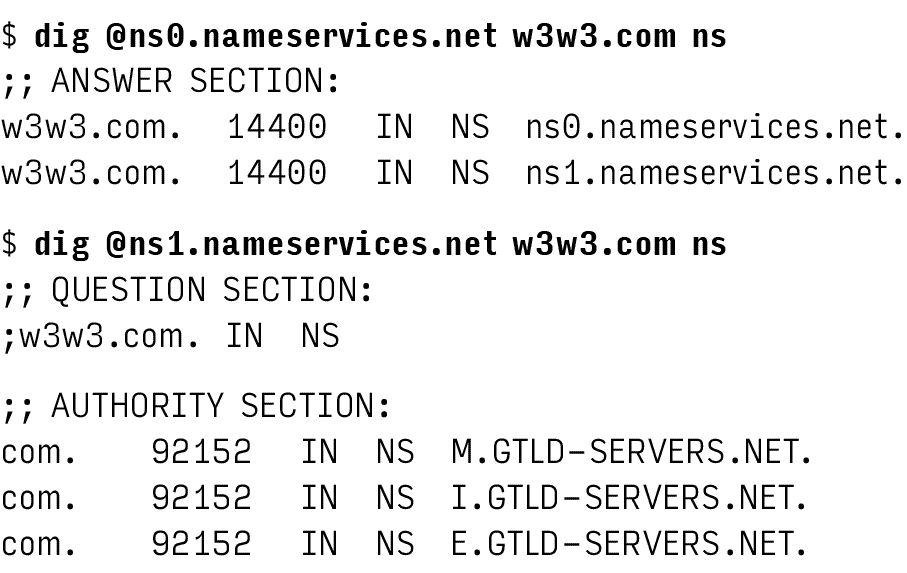 $ dig @ns0.nameservices.net w3w3.com ns
;; ANSWER SECTION:
w3w3.com. 14400 IN NS ns0.nameservices.net.
w3w3.com. 14400 IN NS ns1.nameservices.net.
$ dig @ns1.nameservices.net w3w3.com ns
;; QUESTION SECTION:
;w3w3.com. IN NS
;; AUTHORITY SECTION:
com. 92152 IN NS M.GTLD-SERVERS.NET.
com. 92152 IN NS I.GTLD-SERVERS.NET.
com. 92152 IN NS E.GTLD-SERVERS.NET.